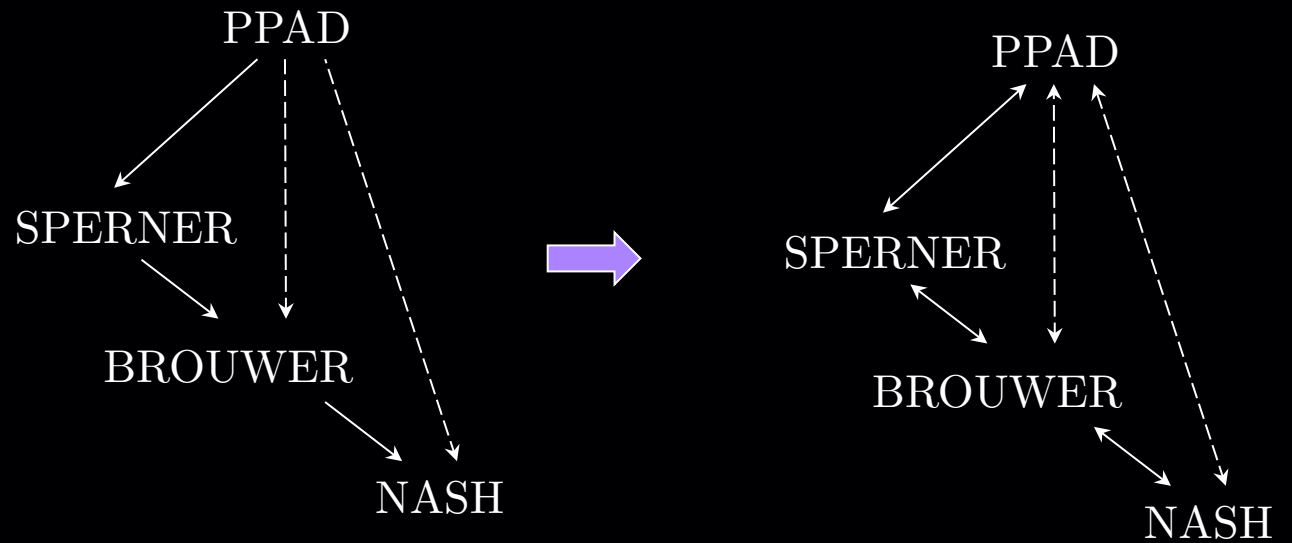 PPAD
SPERNER
BROUWER
NASH
PPAD
SPERNER
BROUWER
NASH